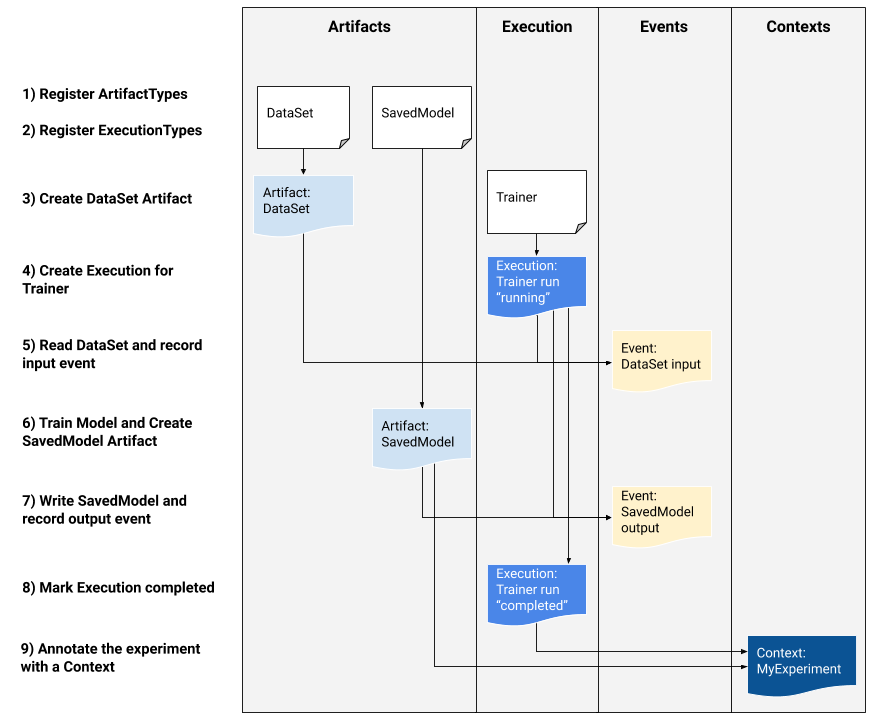 Artifacts
Execution
Events
Contexts
1) Register ArtifactTypes
DataSet
SavedModel
2) Register ExecutionTypes
3) Create DataSet Artifact
Artifact:
DataSet
Trainer
4) Create Execution for
Trainer
Execution:
Trainer run
“running”
5) Read DataSet and record
input event
Event:
DataSet input
6) Train Model and Create
SavedModel Artifact
Artifact:
SavedModel
7) Write SavedModel and
record output event
Event:
SavedModel
output
8) Mark Execution completed
Execution:
Trainer run
“completed”
9) Annotate the experiment
with a Context
Context:
MyExperiment